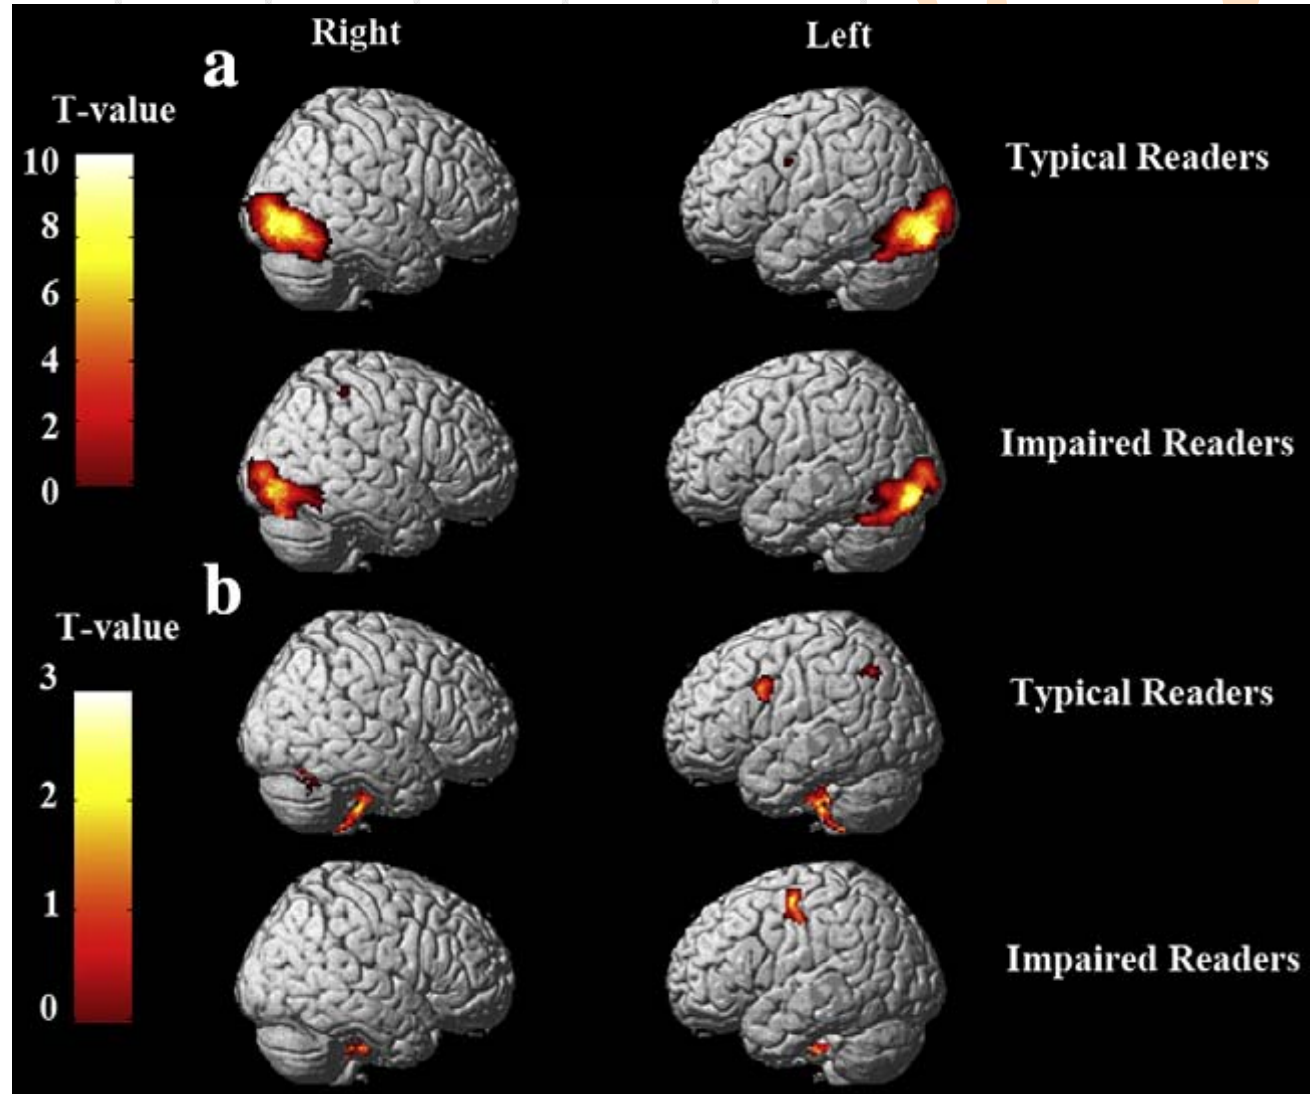 Right
Left
a
T-value
10
8
6
4
2
0
Typical Readers
Impaired Readers
b
T-value
3
2
1
0
Typical Readers
Impaired Readers